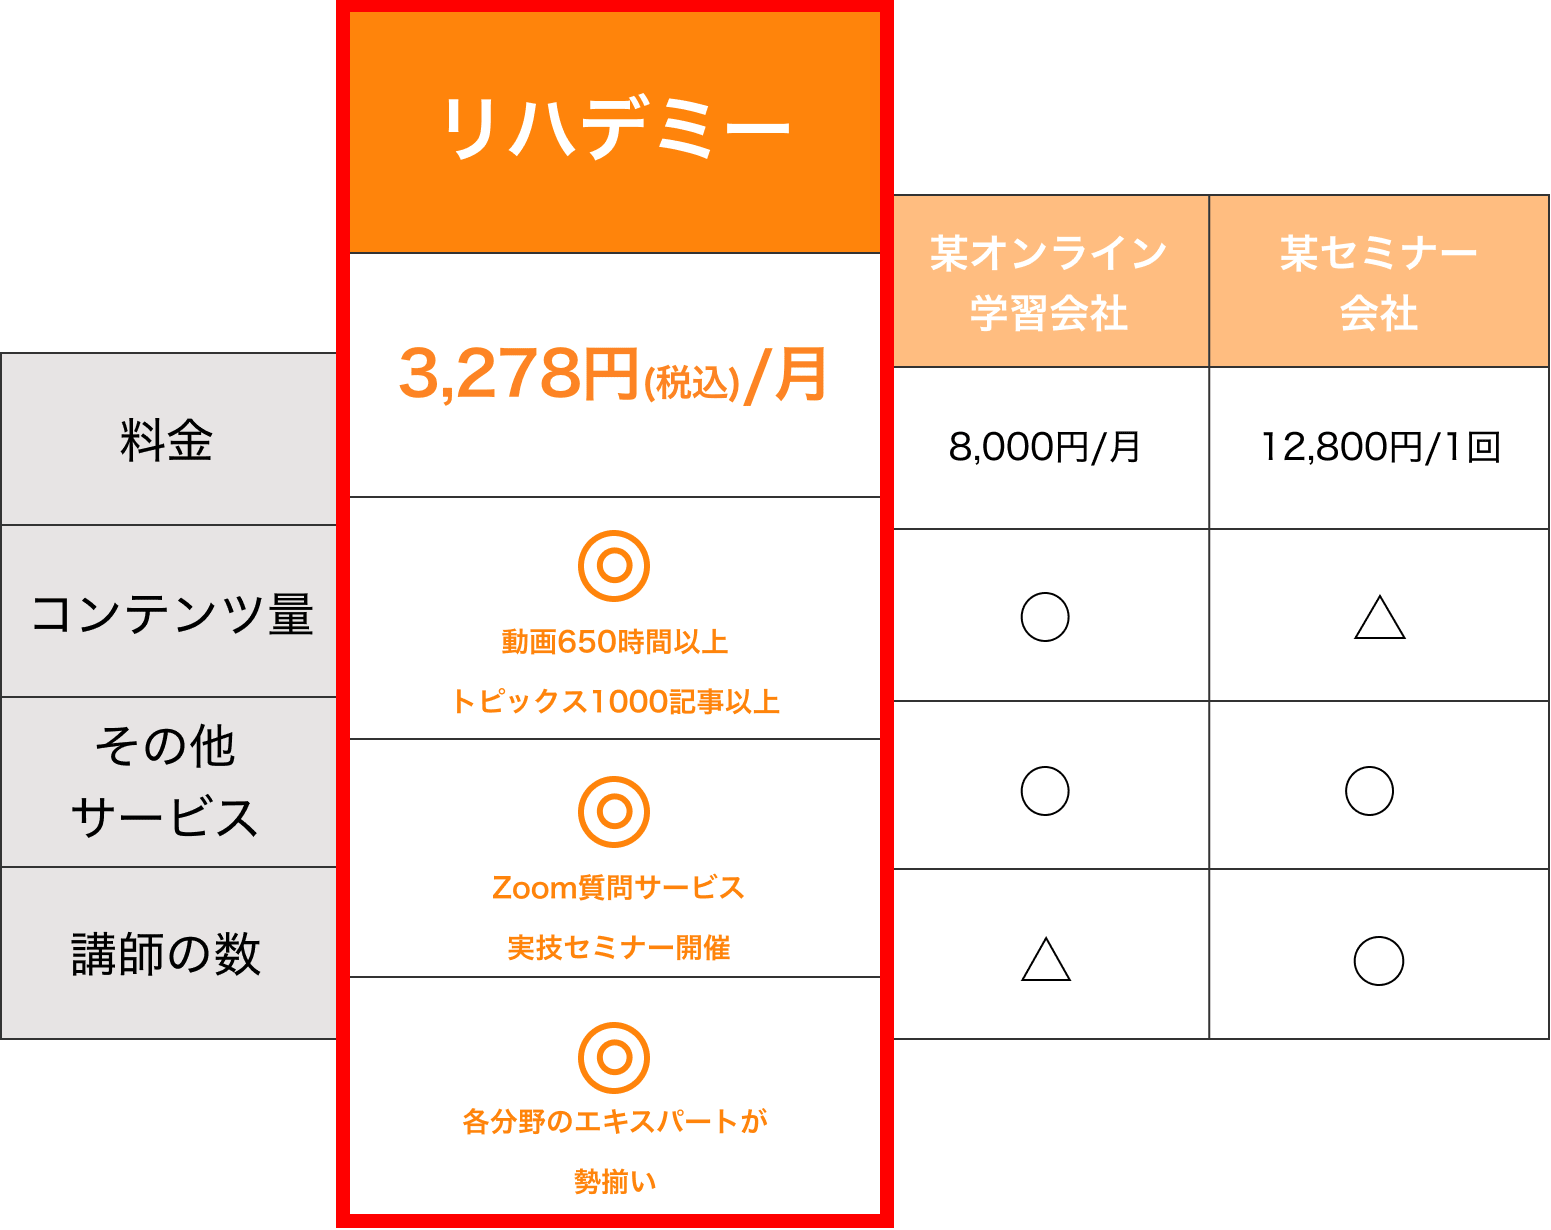 リハデミー
某オンライン
学習会社
某セミナー
会社
料金
3,278円(税込)/月
8,000円/月
12,800円/1回
コンテンツ量
◎
動画650時間以上
トピックス1000記事以上
○
△
その他
サービス
◎
Zoom質問サービス
実技セミナー開催
○
○
講師の数
◎
各分野のエキスパートが
勢揃い
△
○